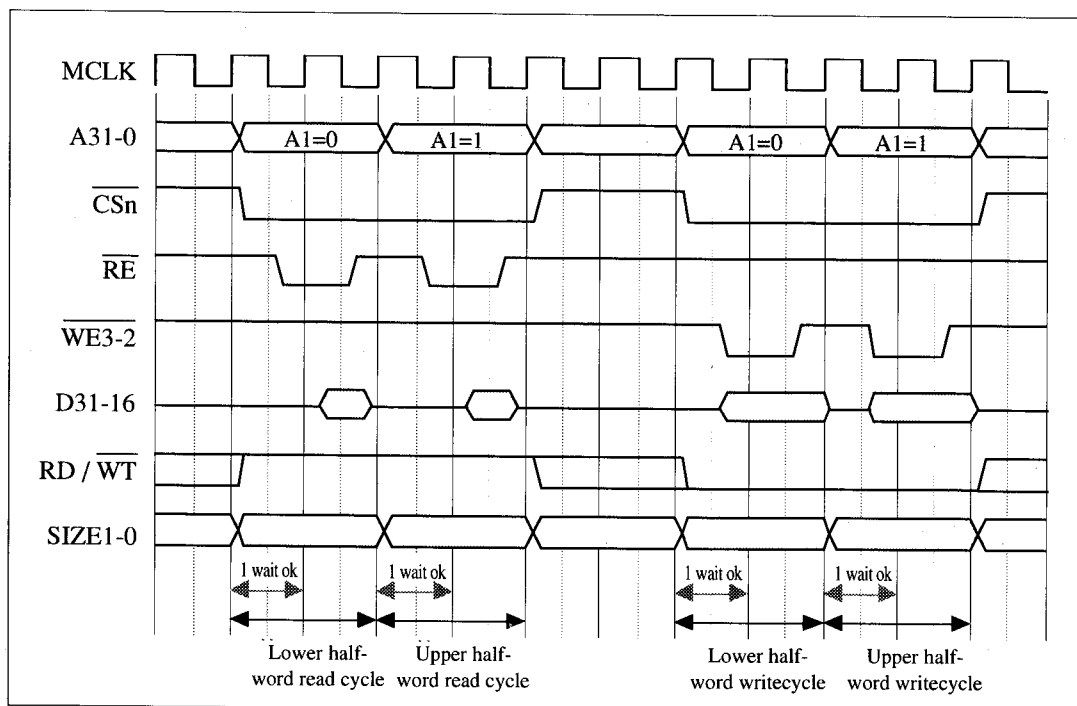 MCLK
A31-0 A1=0 A1=1 A1=0 A1=1
CSn
RE
WE3-2
D31-16
RD / WT
SIZE1-0
1 wait ok 1 wait ok 1 wait ok 1 wait ok
Lower half- Upper half- Lower half- Upper half-
word read cycle word read cycle word writecycle word writecycle